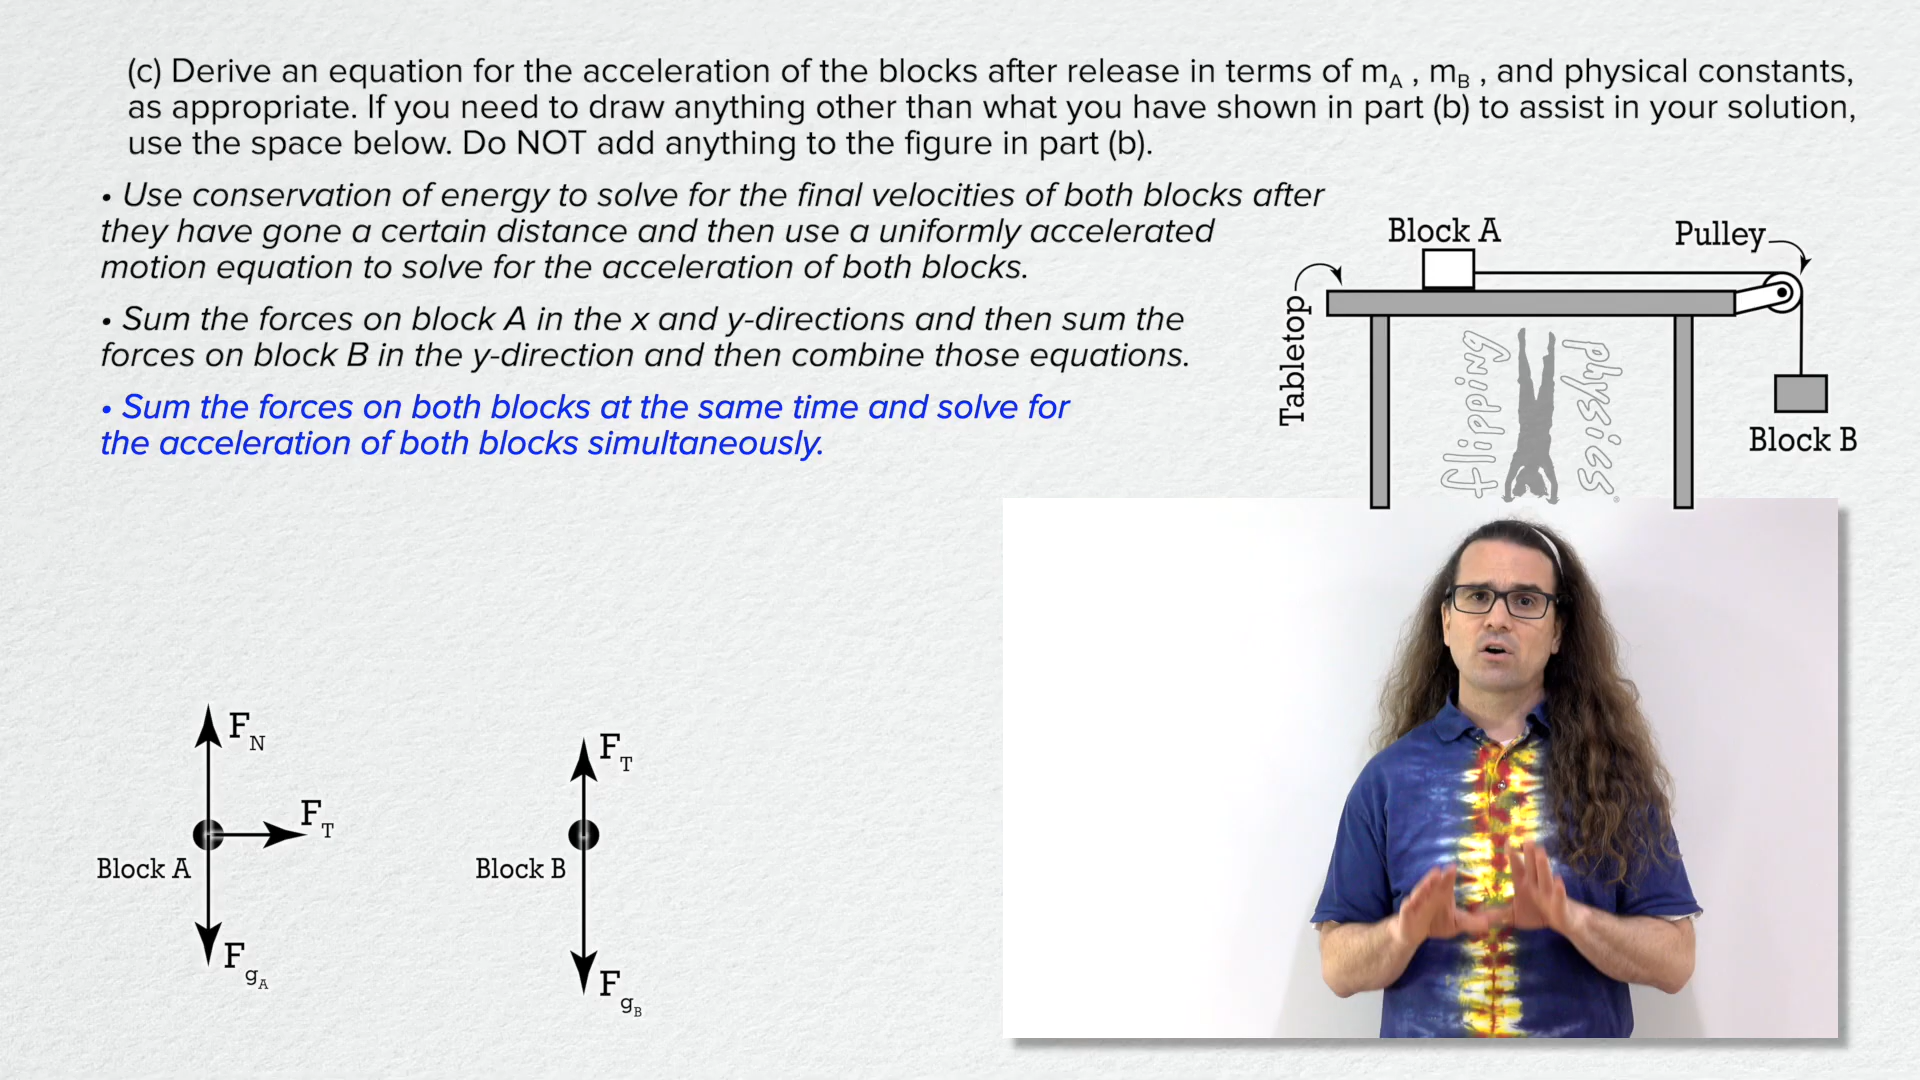 (c) Derive an equation for the acceleration of the blocks after release in terms of mA , mB , and physical constants,
as appropriate. If you need to draw anything other than what you have shown in part (b) to assist in your solution,
use the space below. Do NOT add anything to the figure in part (b).
• Use conservation of energy to solve for the final velocities of both blocks after
they have gone a certain distance and then use a uniformly accelerated
motion equation to solve for the acceleration of both blocks.
• Sum the forces on block A in the x and y-directions and then sum the
forces on block B in the y-direction and then combine those equations.
• Sum the forces on both blocks at the same time and solve for
the acceleration of both blocks simultaneously.
Block A
Pulley
Tabletop
Block B
flipping
physics
®
FN
FT
Block A
FgA
FT
Block B
FgB